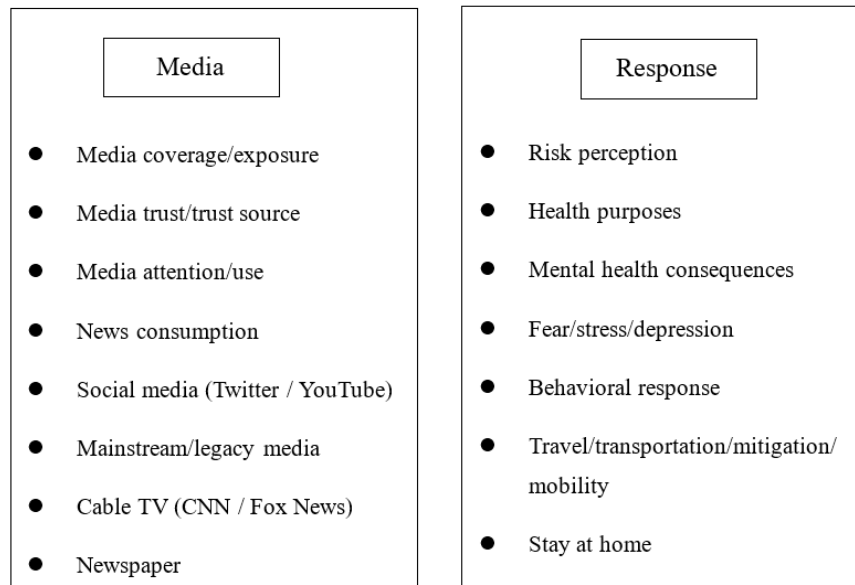 Media
● Media coverage/exposure
● Media trust/trust source
● Media attention/use
● News consumption
● Social media (Twitter / YouTube)
● Mainstream/legacy media
● Cable TV (CNN / Fox News)
● Newspaper
Response
● Risk perception
● Health purposes
● Mental health consequences
● Fear/stress/depression
● Behavioral response
● Travel/transportation/mitigation/
mobility
● Stay at home